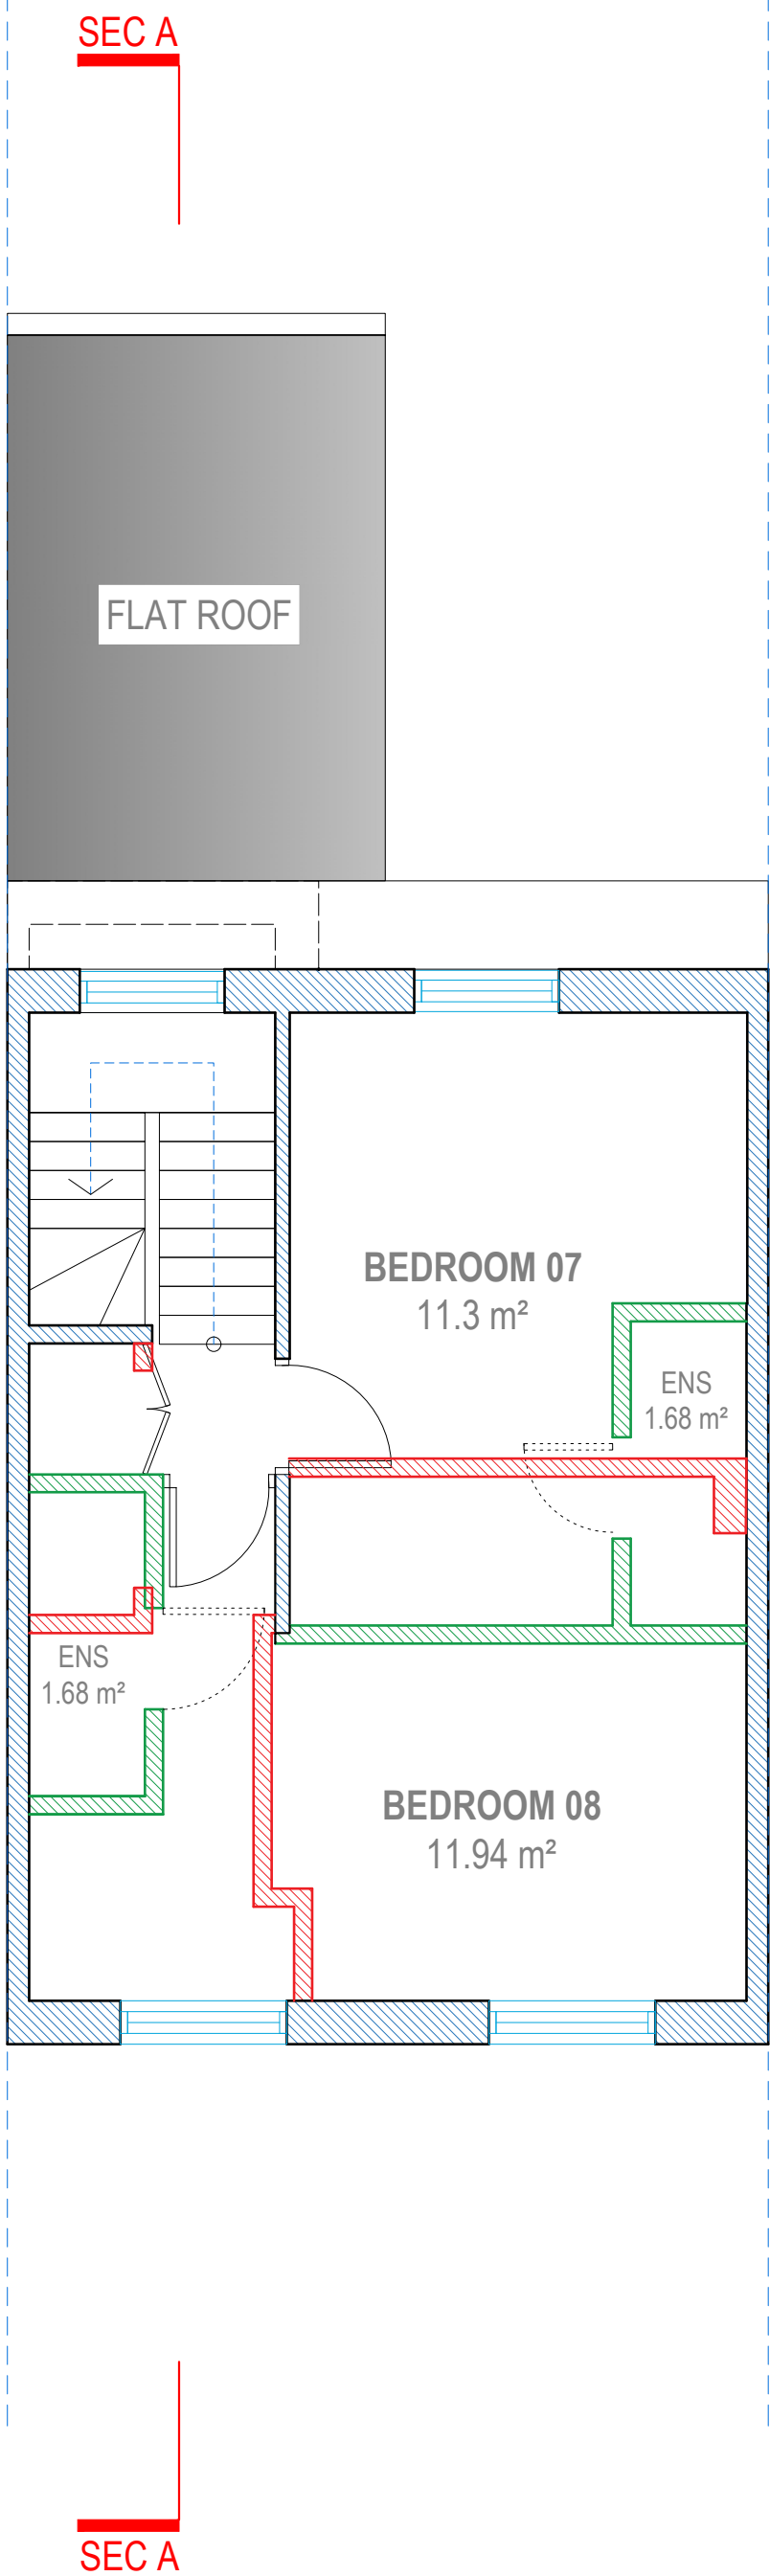 SEC A
FLAT ROOF
BEDROOM 07
11.3 m²
ENS
1.68 m²
ENS
1.68 m²
BEDROOM 08
11.94 m²
SEC A